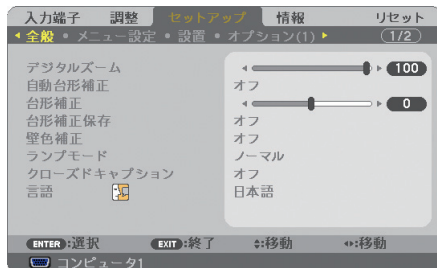 入力端子 調整 セットアップ 情報 リセット
全般 • メニュー設定 • 設置 • オプション(1) (1/2)
デジタルズーム 100
自動台形補正 オフ
台形補正 0
台形補正保存 オフ
壁色補正 オフ
ランプモード ノーマル
クローズドキャプション オフ
言語 日本語
ENTER:選択 EXIT:終了 :移動 :移動
コンピュータ1